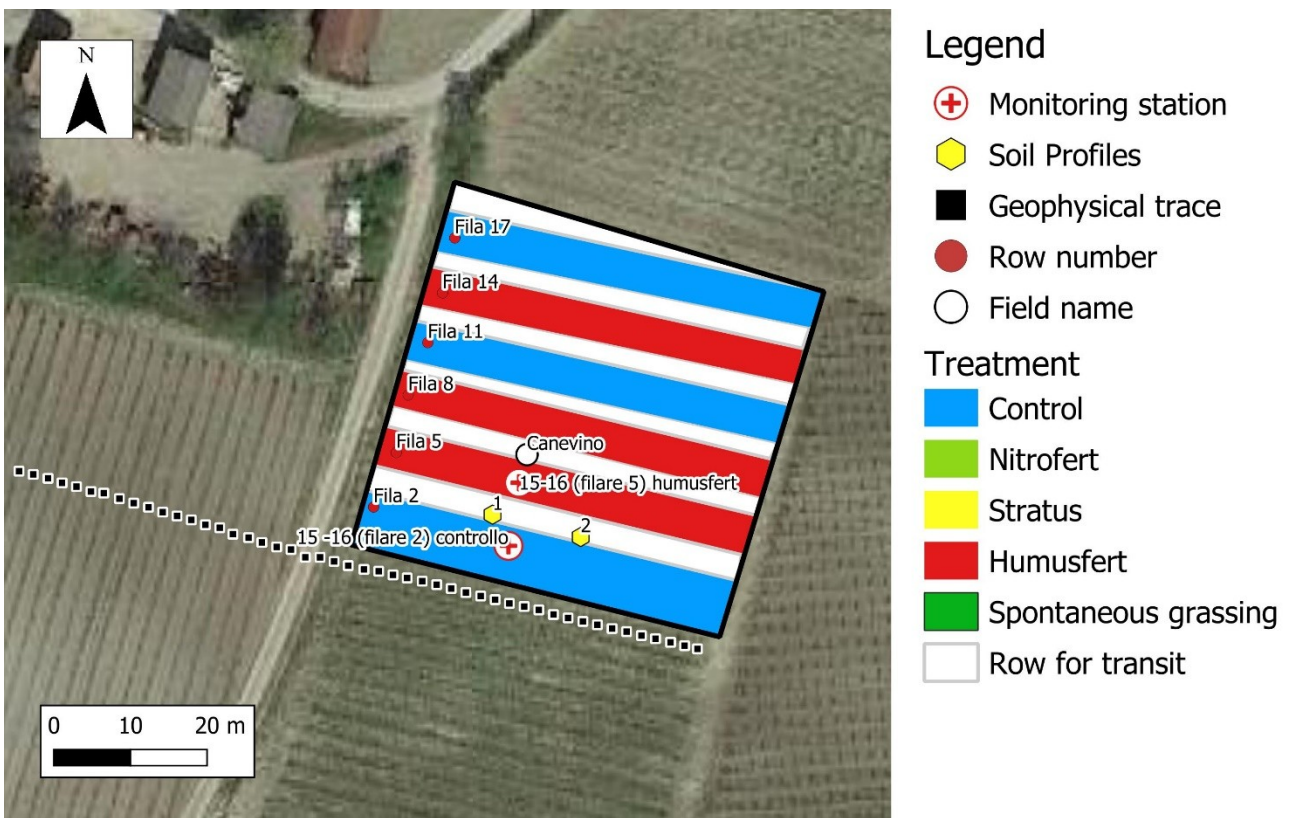 N
Fila 17
Fila 14
Fila 11
Fila 8
Fila 5
Canevino
15-16 (filare 5) humusfert
Fila 2
1
2
15 -16 (filare 2) controllo
0 10 20 m
Legend
Monitoring station
Soil Profiles
Geophysical trace
Row number
Field name
Treatment
Control
Nitrofert
Stratus
Humusfert
Spontaneous grassing
Row for transit